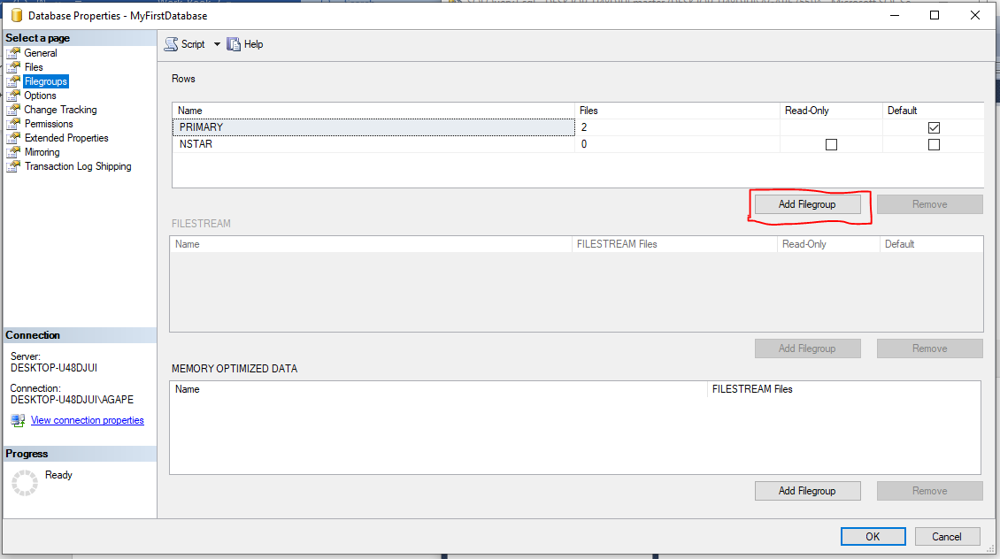 Database Properties - MyFirstDatabase
Select a page
General
Files
Filegroups
Options
Change Tracking
Permissions
Extended Properties
Mirroring
Transaction Log Shipping
Connection
Server:
DESKTOP-U48DJUI
Connection:
DESKTOP-U48DJUI\AGAPE
View connection properties
Progress
Ready
Script Help
Rows
Name Files Read-Only Default
PRIMARY 2
NSTAR 0
Add Filegroup Remove
FILESTREAM
Name FILESTREAM Files Read-Only Default
Add Filegroup Remove
MEMORY OPTIMIZED DATA
Name FILESTREAM Files
Add Filegroup Remove
OK Cancel